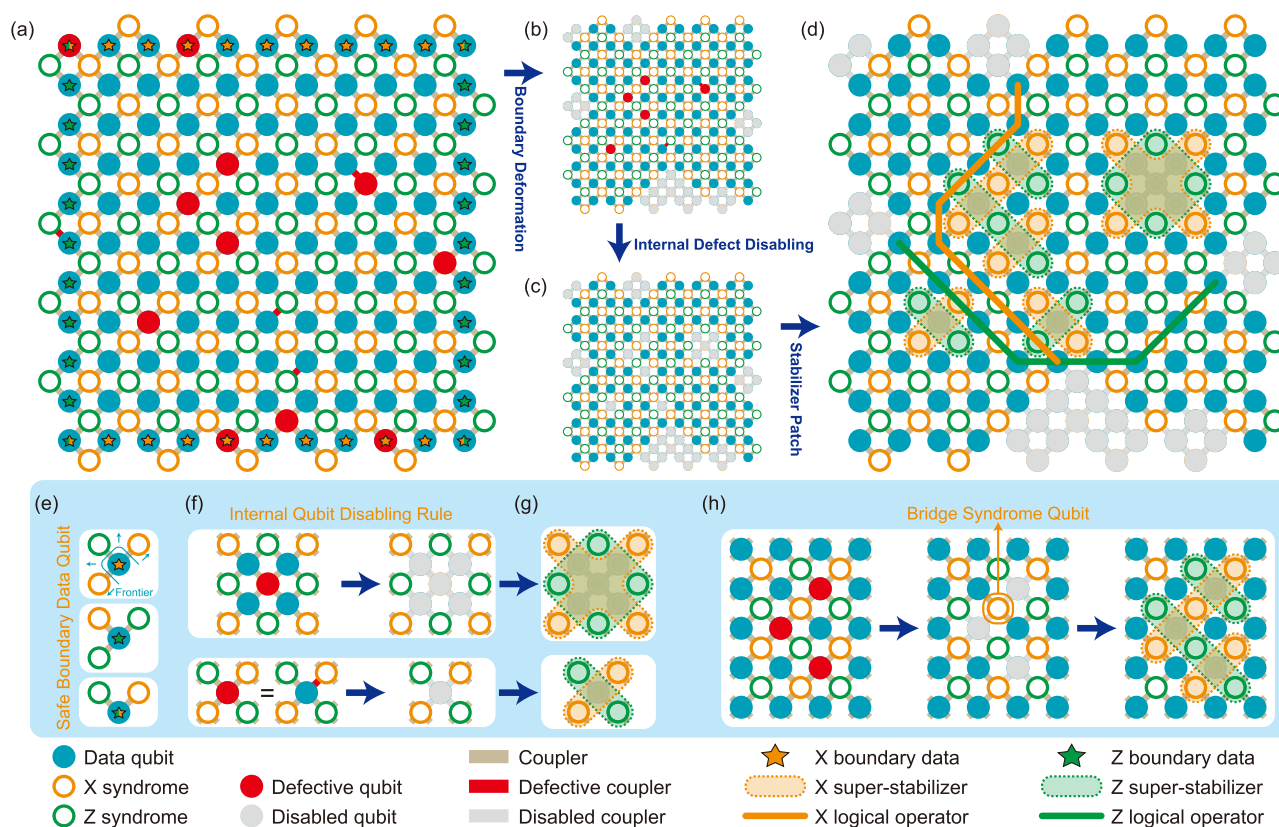 (a)
(b)
(c)
(d)
Boundary Deformation
Internal Defect Disabling
Stabilizer Patch
(e)
(f)
(g)
(h)
Safe Boundary Data Qubit
Frontier
Internal Qubit Disabling Rule
=
Bridge Syndrome Qubit
Data qubit
Coupler
X boundary data
Z boundary data
X syndrome
Defective qubit
Defective coupler
X super-stabilizer
Z super-stabilizer
Z syndrome
Disabled qubit
Disabled coupler
X logical operator
Z logical operator